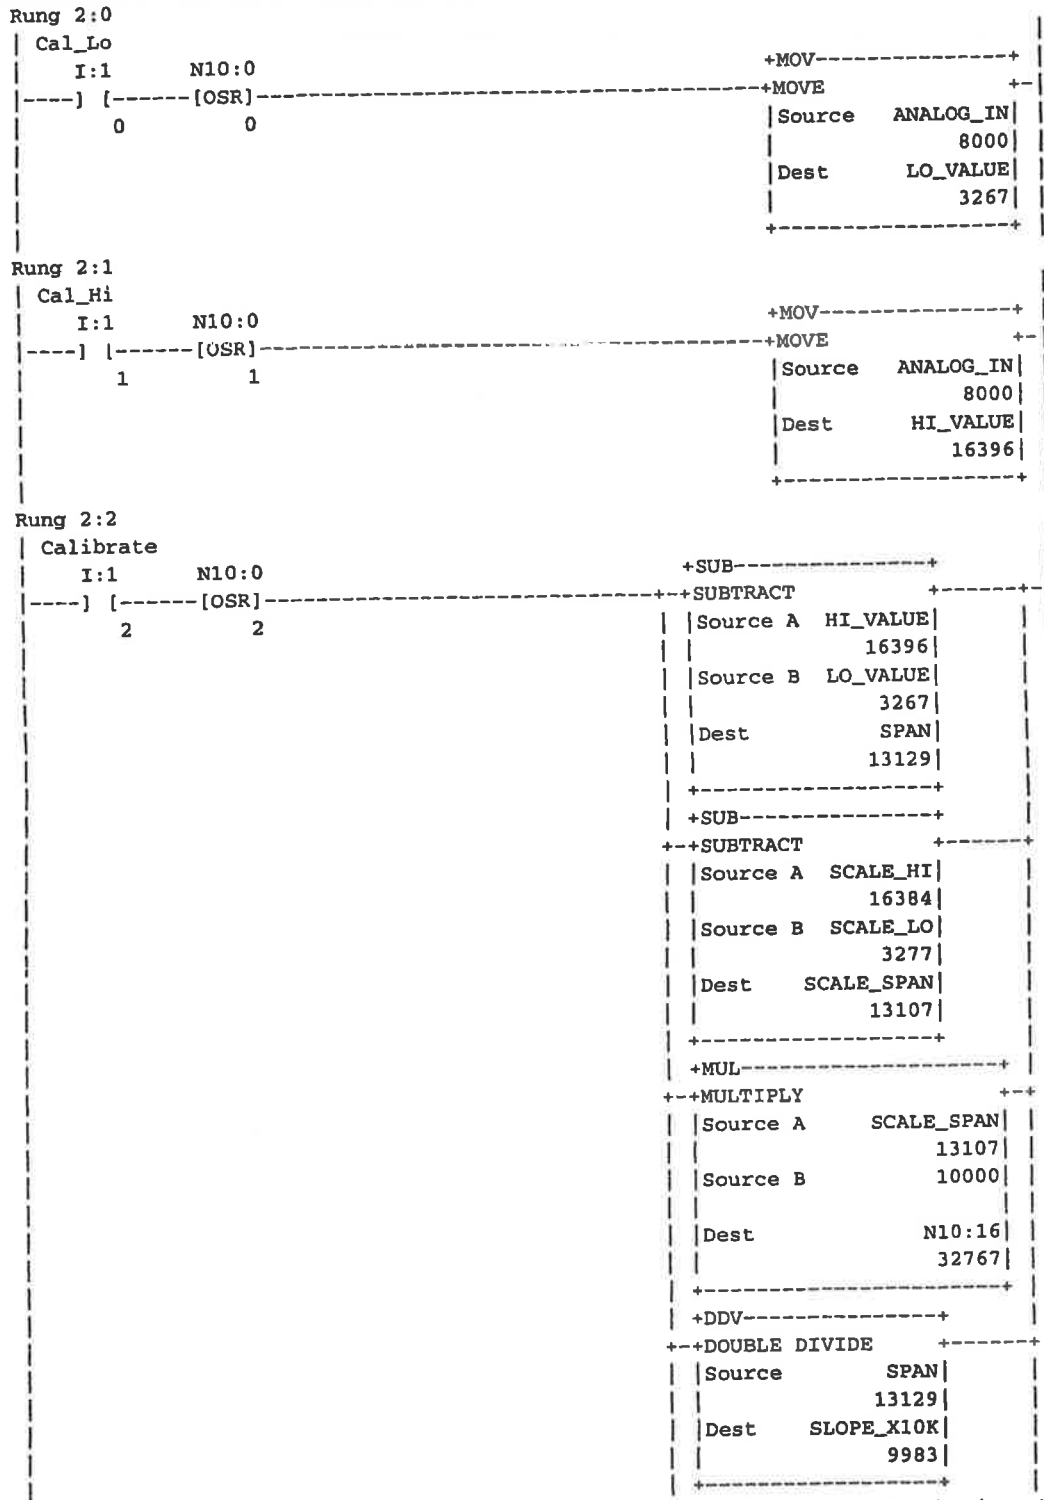 Rung 2:0
| Cal_Lo
| I:1 N10:0 +MOV----------------+
|----] [------[OSR]----------------------------------------+MOVE +-|
| 0 0 |Source ANALOG_IN|
| 8000|
|Dest LO_VALUE|
| 3267|
+-------------------+
Rung 2:1
| Cal_Hi
| I:1 N10:0 +MOV----------------+
|----] [------[OSR]----------------------------------------+MOVE +-
| 1 1 |Source ANALOG_IN|
| 8000|
|Dest HI_VALUE|
| 16396|
+-------------------+
Rung 2:2
| Calibrate
| I:1 N10:0 +SUB----------------+
|----] [------[OSR]--------------------------------+-+SUBTRACT +------+-
| 2 2 | |Source A HI_VALUE|
| | 16396|
| |Source B LO_VALUE|
| | 3267|
| |Dest SPAN|
| | 13129|
| +-------------------+
| +SUB----------------+
+-+SUBTRACT +------+
| |Source A SCALE_HI|
| | 16384|
| |Source B SCALE_LO|
| | 3277|
| |Dest SCALE_SPAN|
| | 13107|
| +-------------------+
| +MUL---------------------+
+-+MULTIPLY +-+
| |Source A SCALE_SPAN|
| | 13107|
| |Source B 10000|
| |Dest N10:16|
| | 32767|
| +------------------------+
| +DDV----------------+
+-+DOUBLE DIVIDE +------+
| |Source SPAN|
| | 13129|
| |Dest SLOPE_X10K|
| | 9983|
| +-------------------+